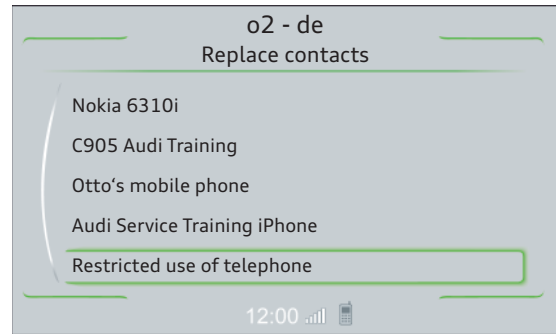 o2 - de
Replace contacts
Nokia 6310i
C905 Audi Training
Otto‘s mobile phone
Audi Service Training iPhone
Restricted use of telephone
12:00